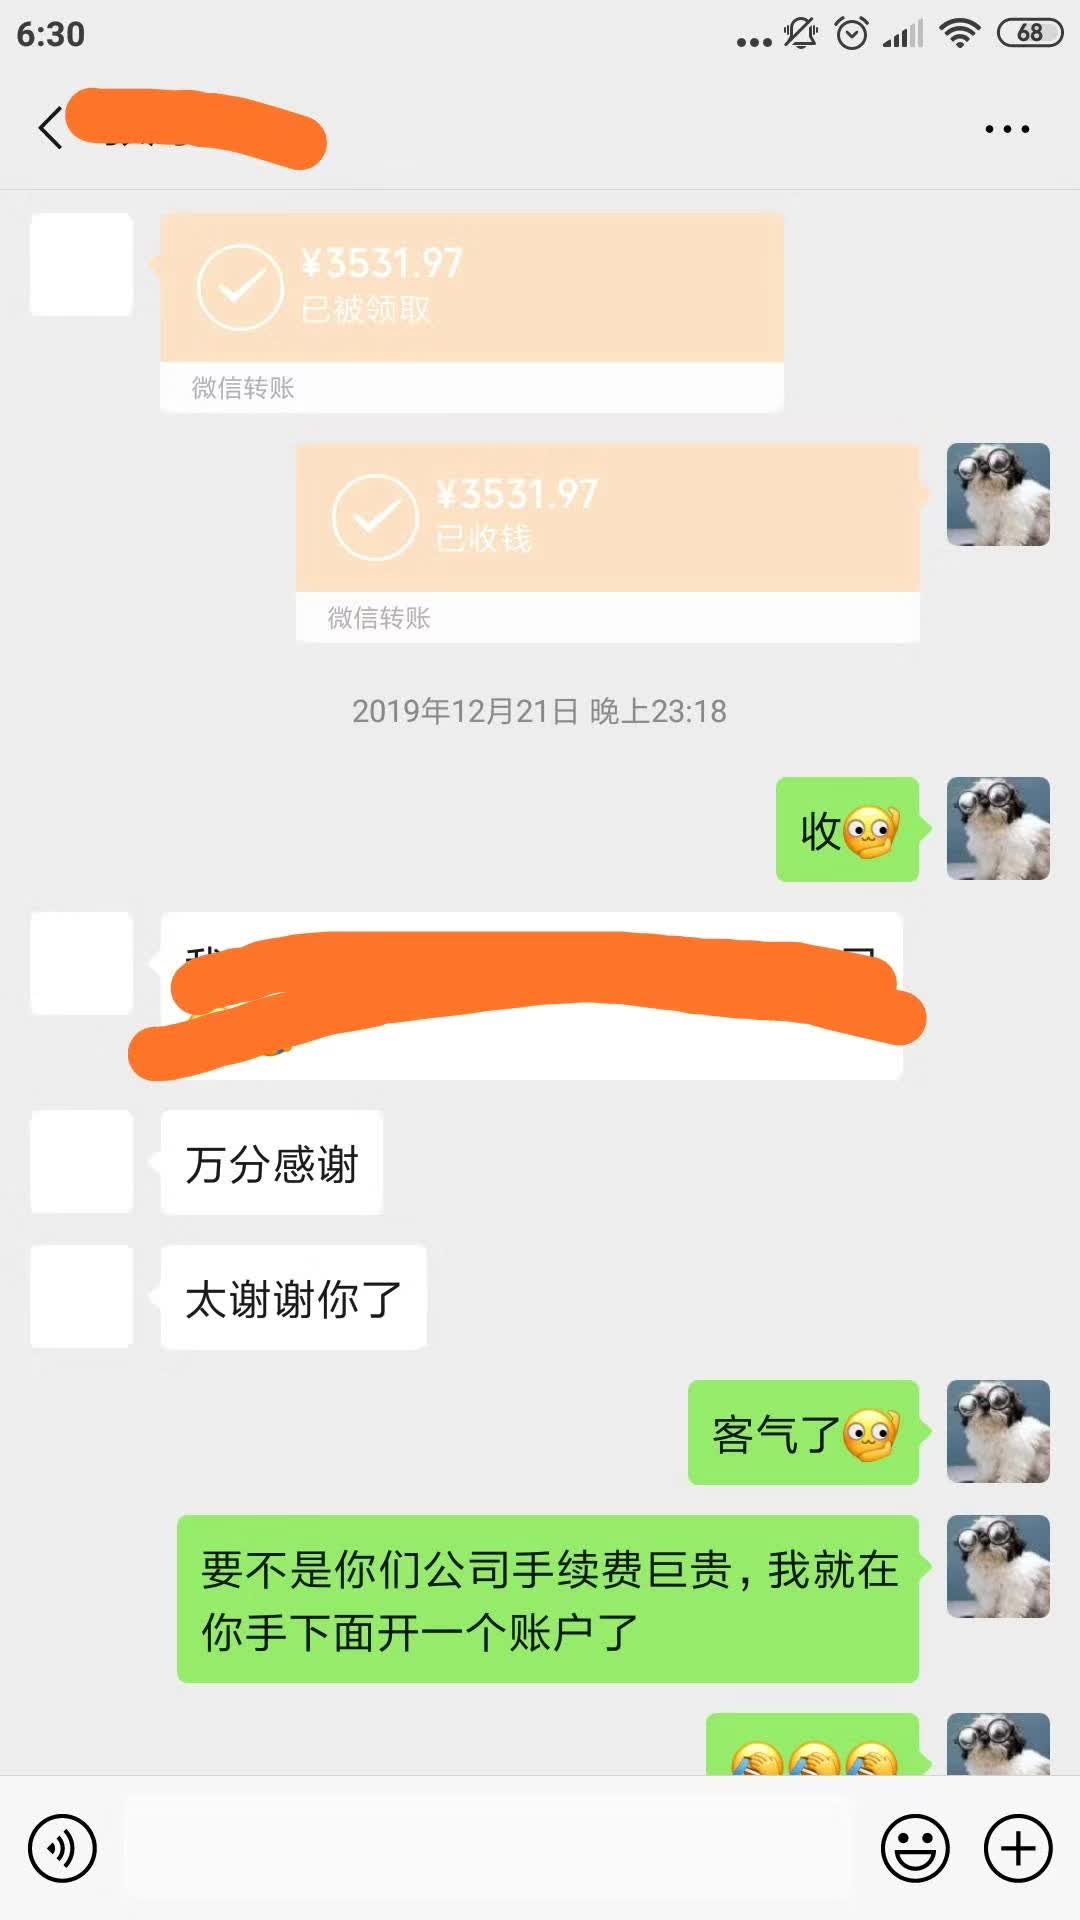 6:30
68
¥3531.97
已被领取
微信转账
¥3531.97
已收钱
微信转账
2019年12月21日 晚上23:18
收
万分感谢
太谢谢你了
客气了
要不是你们公司手续费巨贵，我就在
你手下面开一个账户了